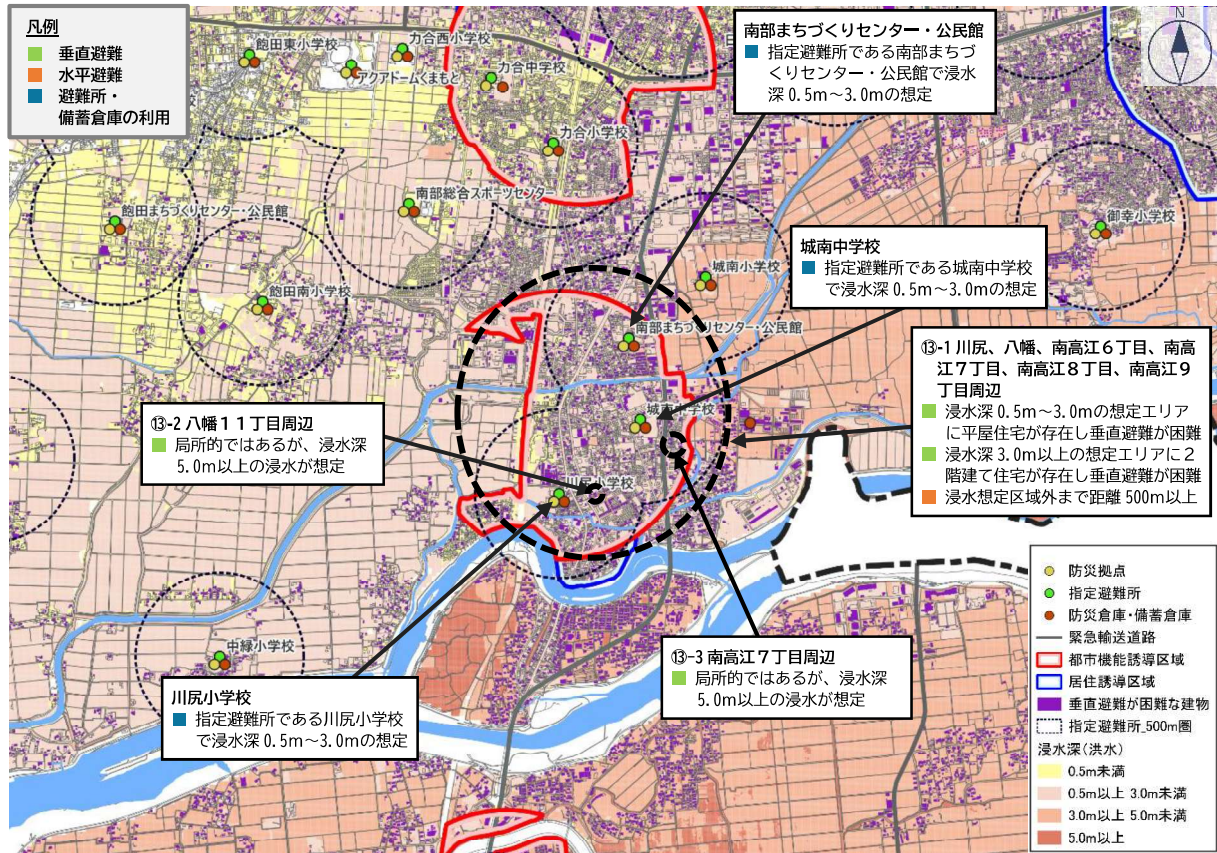 凡例
垂直避難
水平避難
避難所・
備蓄倉庫の利用
南部まちづくりセンター・公民館
指定避難所である南部まちづ
くりセンター・公民館で浸水
深 0.5m～3.0mの想定
N
飽田東小学校
力合西小学校
アクアドームくまもと
力合中学校
力合小学校
南部総合スポーツセンター
飽田まちづくりセンター・公民館
御幸小学校
城南中学校
指定避難所である城南中学校
で浸水深 0.5m～3.0mの想定
城南小学校
飽田南小学校
南部まちづくりセンター・公民館
⑬-1 川尻、八幡、南高江６丁目、南高
江７丁目、南高江８丁目、南高江９
丁目周辺
浸水深 0.5m～3.0mの想定エリア
に平屋住宅が存在し垂直避難が困難
浸水深 3.0m以上の想定エリアに２
階建て住宅が存在し垂直避難が困難
浸水想定区域外まで距離 500m以上
⑬-2 八幡１１丁目周辺
局所的ではあるが、浸水深
5.0m以上の浸水が想定
城南中学校
川尻小学校
中緑小学校
⑬-3 南高江７丁目周辺
局所的ではあるが、浸水深
5.0m以上の浸水が想定
川尻小学校
指定避難所である川尻小学校
で浸水深 0.5m～3.0mの想定
防災拠点
指定避難所
防災倉庫・備蓄倉庫
緊急輸送道路
都市機能誘導区域
居住誘導区域
垂直避難が困難な建物
指定避難所_500m圏
浸水深(洪水)
0.5m未満
0.5m以上 3.0m未満
3.0m以上 5.0m未満
5.0m以上